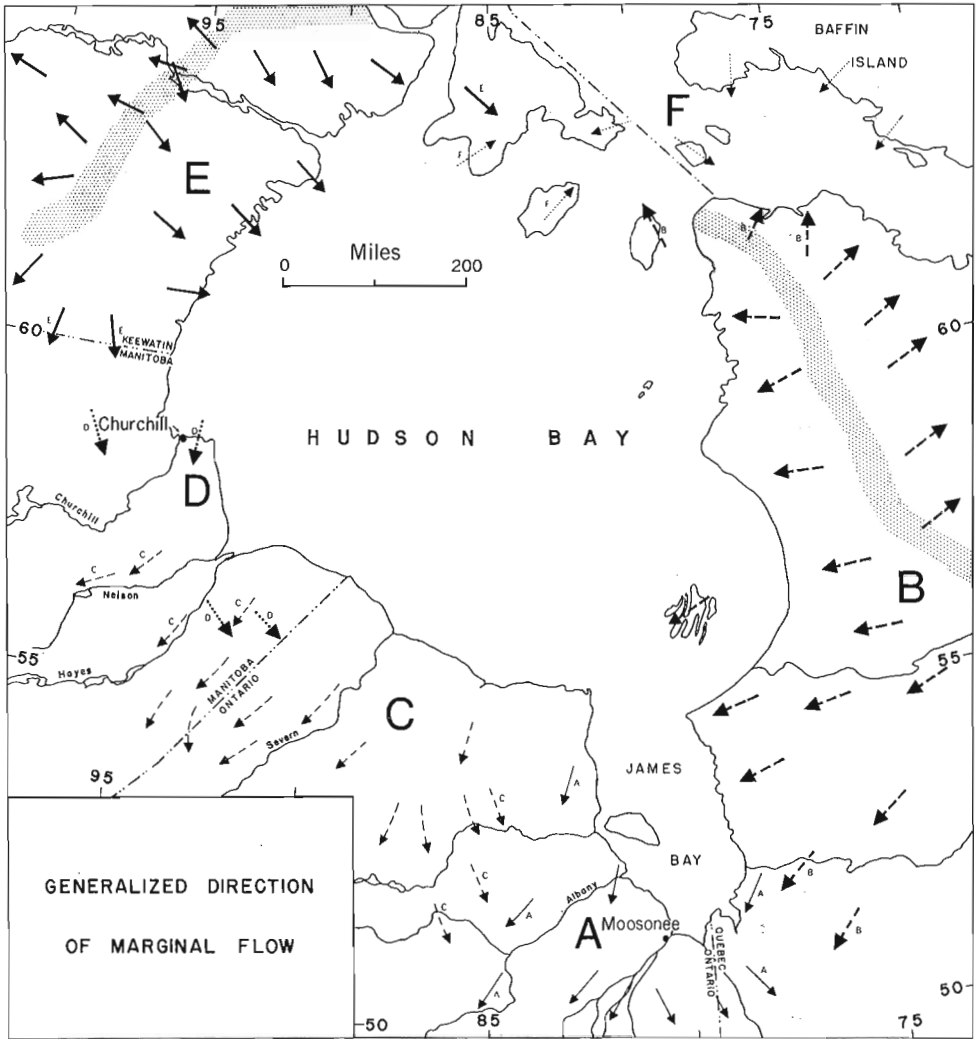 95
85
75
BAFFIN
ISLAND
F
E
E
F
F
B
B
B
Miles
0
200
60
E
E
KEEWATIN
MANITOBA
60
D
Churchill
D
HUDSON BAY
D
Churchill
C
C
Nelson
B
C
D
C
D
55
Hayes
MANITOBA
ONTARIO
55
C
Severn
95
JAMES
A
C
C
BAY
B
GENERALIZED DIRECTION
OF MARGINAL FLOW
C
Albany
A
A
C
A
Moosonee
B
QUEBEC
ONTARIO
A
A
50
50
85
75